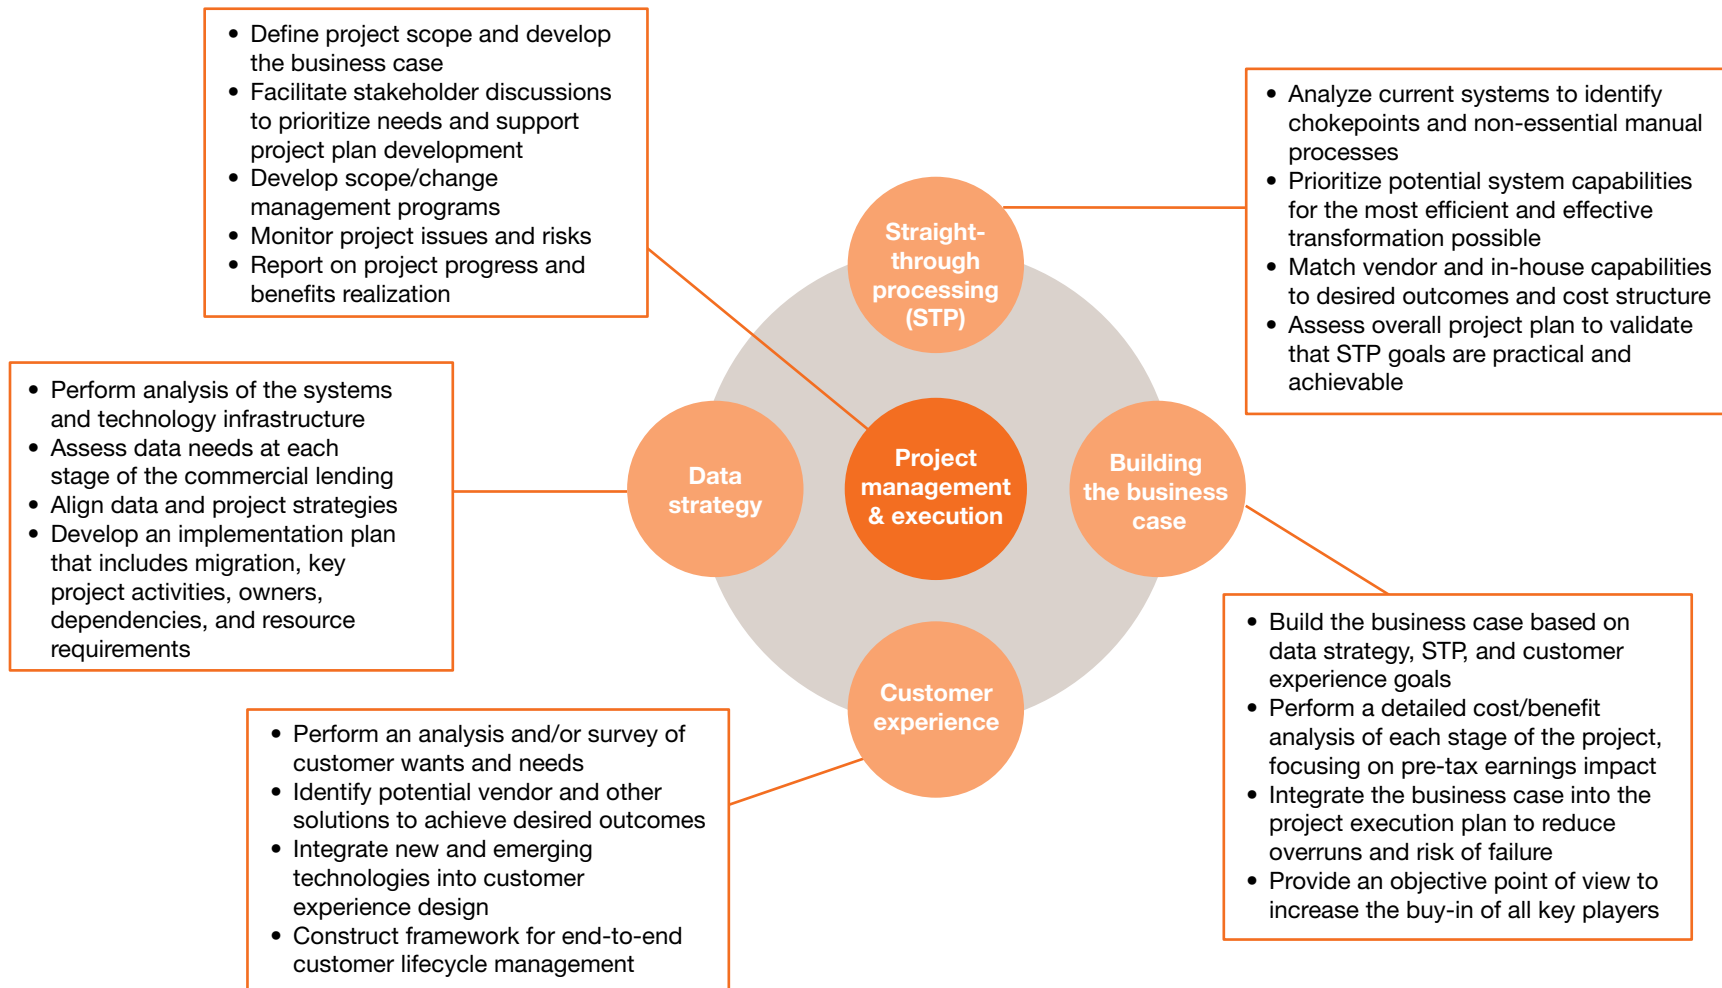 • Define project scope and develop
the business case
• Facilitate stakeholder discussions
to prioritize needs and support
project plan development
• Develop scope/change
management programs
• Monitor project issues and risks
• Report on project progress and
benefits realization
• Analyze current systems to identify
chokepoints and non-essential manual
processes
• Prioritize potential system capabilities
for the most efficient and effective
transformation possible
• Match vendor and in-house capabilities
to desired outcomes and cost structure
• Assess overall project plan to validate
that STP goals are practical and
achievable
Straight-
through
processing
(STP)
• Perform analysis of the systems
and technology infrastructure
• Assess data needs at each
stage of the commercial lending
• Align data and project strategies
• Develop an implementation plan
that includes migration, key
project activities, owners,
dependencies, and resource
requirements
Data
strategy
Project
management
& execution
Building
the business
case
Customer
experience
• Perform an analysis and/or survey of
customer wants and needs
• Identify potential vendor and other
solutions to achieve desired outcomes
• Integrate new and emerging
technologies into customer
experience design
• Construct framework for end-to-end
customer lifecycle management
• Build the business case based on
data strategy, STP, and customer
experience goals
• Perform a detailed cost/benefit
analysis of each stage of the project,
focusing on pre-tax earnings impact
• Integrate the business case into the
project execution plan to reduce
overruns and risk of failure
• Provide an objective point of view to
increase the buy-in of all key players